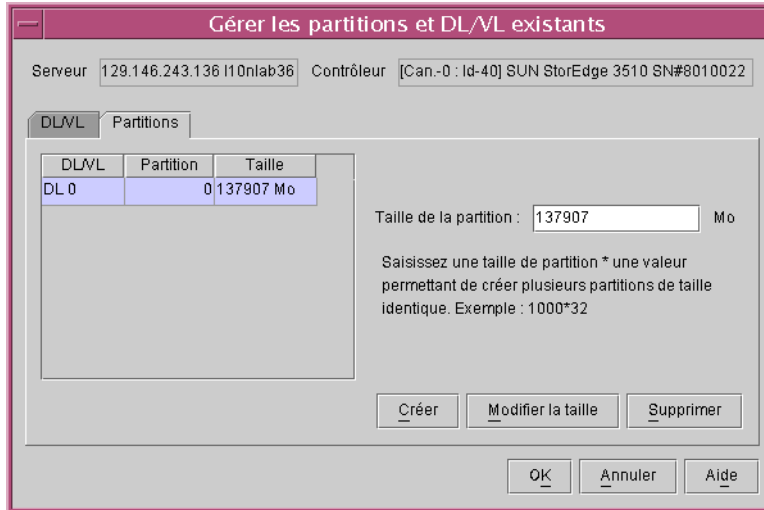 Gérer les partitions et DL/VL existants
Serveur 129.146.243.136 l10nlab36 Contrôleur [Can.-0 : Id-40] SUN StorEdge 3510 SN#8010022
DL/VL Partitions
DL/VL Partition Taille
DL 0 0 137907 Mo
Taille de la partition : 137907 Mo
Saisissez une taille de partition * une valeur
permettant de créer plusieurs partitions de taille
identique. Exemple : 1000*32
Créer Modifier la taille Supprimer
OK Annuler Aide